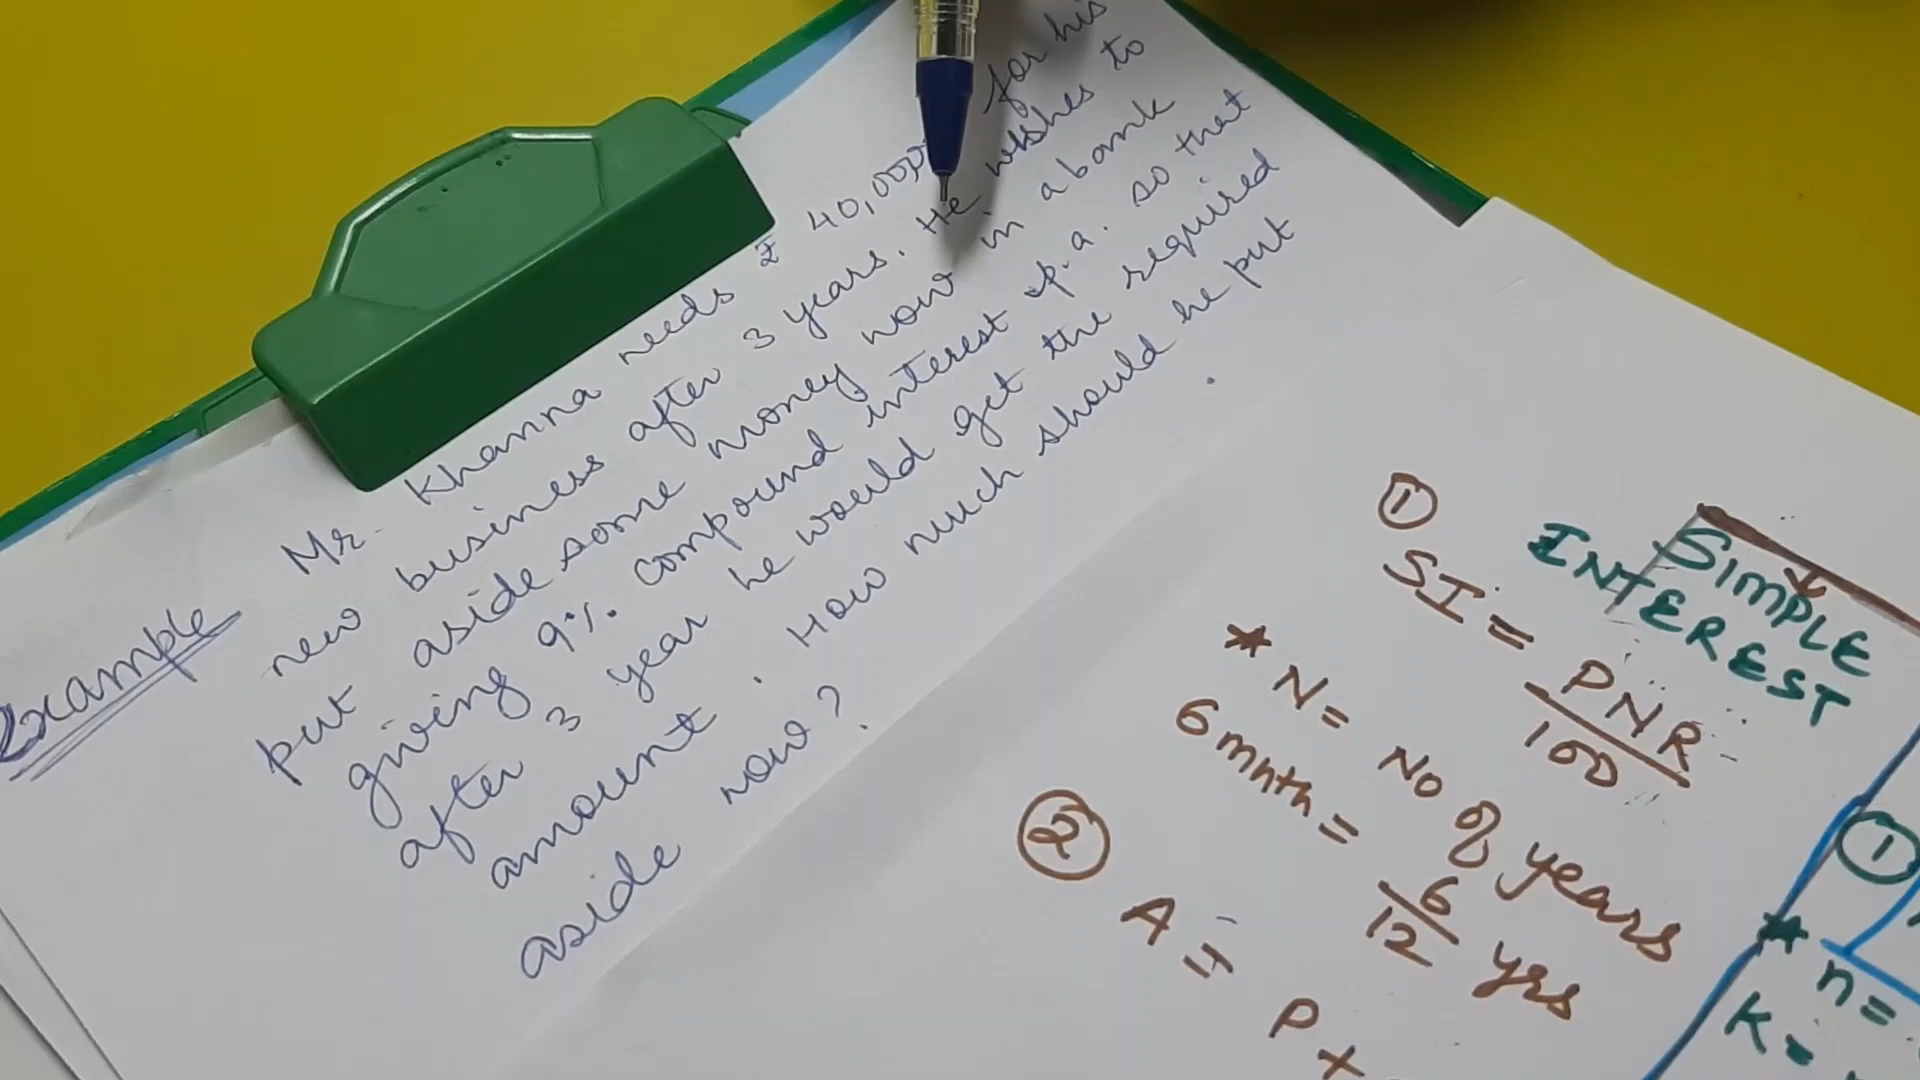 Example
Mr. Khanna needs ₹ 40,000 for his
new business after 3 years. He wishes to
put aside some money now in a bank
giving 9% compound interest p.a. so that
after 3 year he would get the required
amount. How much should he put
aside now?
Simple
INTEREST
①
SI = PNR
100
* N = No of years
6 mnth = 6
12 yrs
②
A = P +
①
* n =
K =